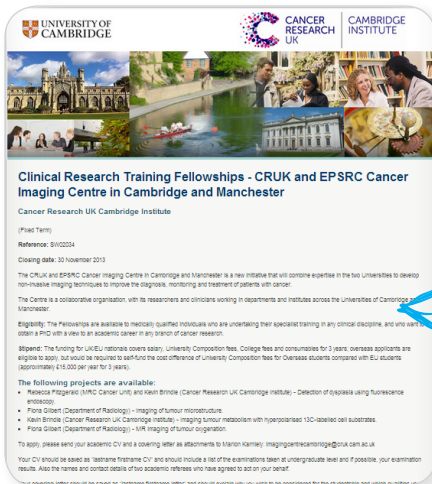 UNIVERSITY OF
CAMBRIDGE
CANCER
RESEARCH
UK
CAMBRIDGE
INSTITUTE
Clinical Research Training Fellowships - CRUK and EPSRC Cancer
Imaging Centre in Cambridge and Manchester
Cancer Research UK Cambridge Institute
(Fixed Term)
Reference: SW02034
Closing date: 30 November 2013
The CRUK and EPSRC Cancer Imaging Centre in Cambridge and Manchester is a new initiative that will combine expertise in the two Universities to develop
non-invasive imaging techniques to improve the diagnosis, monitoring and treatment of patients with cancer.
The Centre is a collaborative organisation, with its researchers and clinicians working in departments and institutes across the Universities of Cambridge and
Manchester.
Eligibility: The Fellowships are available to medically qualified individuals who are undertaking their specialist training in any clinical discipline, and who want to
obtain a PhD with a view to an academic career in any branch of cancer research.
Stipend: The funding for UK/EU nationals covers salary, University Composition fees, College fees and consumables for 3 years; overseas applicants are
eligible to apply, but would be required to self-fund the cost difference of University Composition fees for Overseas students compared with EU students
(approximately £15,000 per year for 3 years).
The following projects are available:
• Rebecca Fitzgerald (MRC Cancer Unit) and Kevin Brindle (Cancer Research UK Cambridge Institute) – Detection of dysplasia using fluorescence
endoscopy.
• Fiona Gilbert (Department of Radiology) – Imaging of tumour microstructure.
• Kevin Brindle (Cancer Research UK Cambridge Institute) - Imaging tumour metabolism with hyperpolarised 13C-labelled cell substrates.
• Fiona Gilbert (Department of Radiology) – MR Imaging of tumour oxygenation.
To apply, please send your academic CV and a covering letter as attachments to Marion Karniely: imagingcentrecambridge@cruk.cam.ac.uk
Your CV should be saved as 'lastname firstname CV' and should include a list of the examinations taken at undergraduate level and if possible, your examination
results. Also the names and contact details of two academic referees who have agreed to act on your behalf.